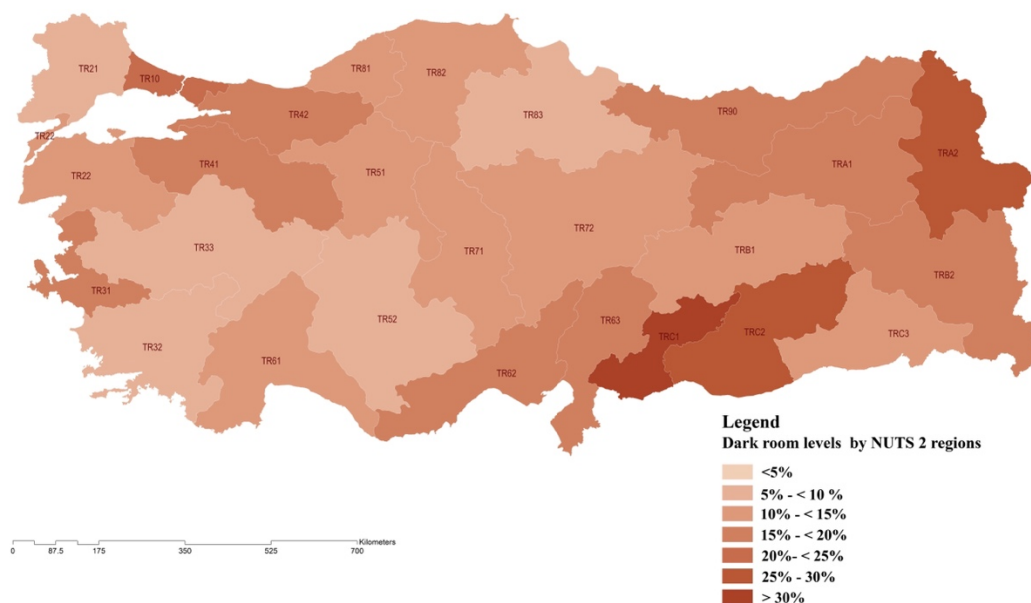 TR21
TR10
TR81
TR82
TR42
TR83
TR90
TR22
TRA1
TRA2
TR41
TR51
TR22
TR33
TR71
TR72
TRB1
TRB2
TR31
TR52
TR63
TRC1
TRC2
TRC3
TR32
TR61
TR62
Legend
Dark room levels by NUTS 2 regions
<5%
5% - < 10 %
10% - < 15%
15% - < 20%
20%- < 25%
25% - 30%
> 30%
Kilometers
0 87.5 175 350 525 700